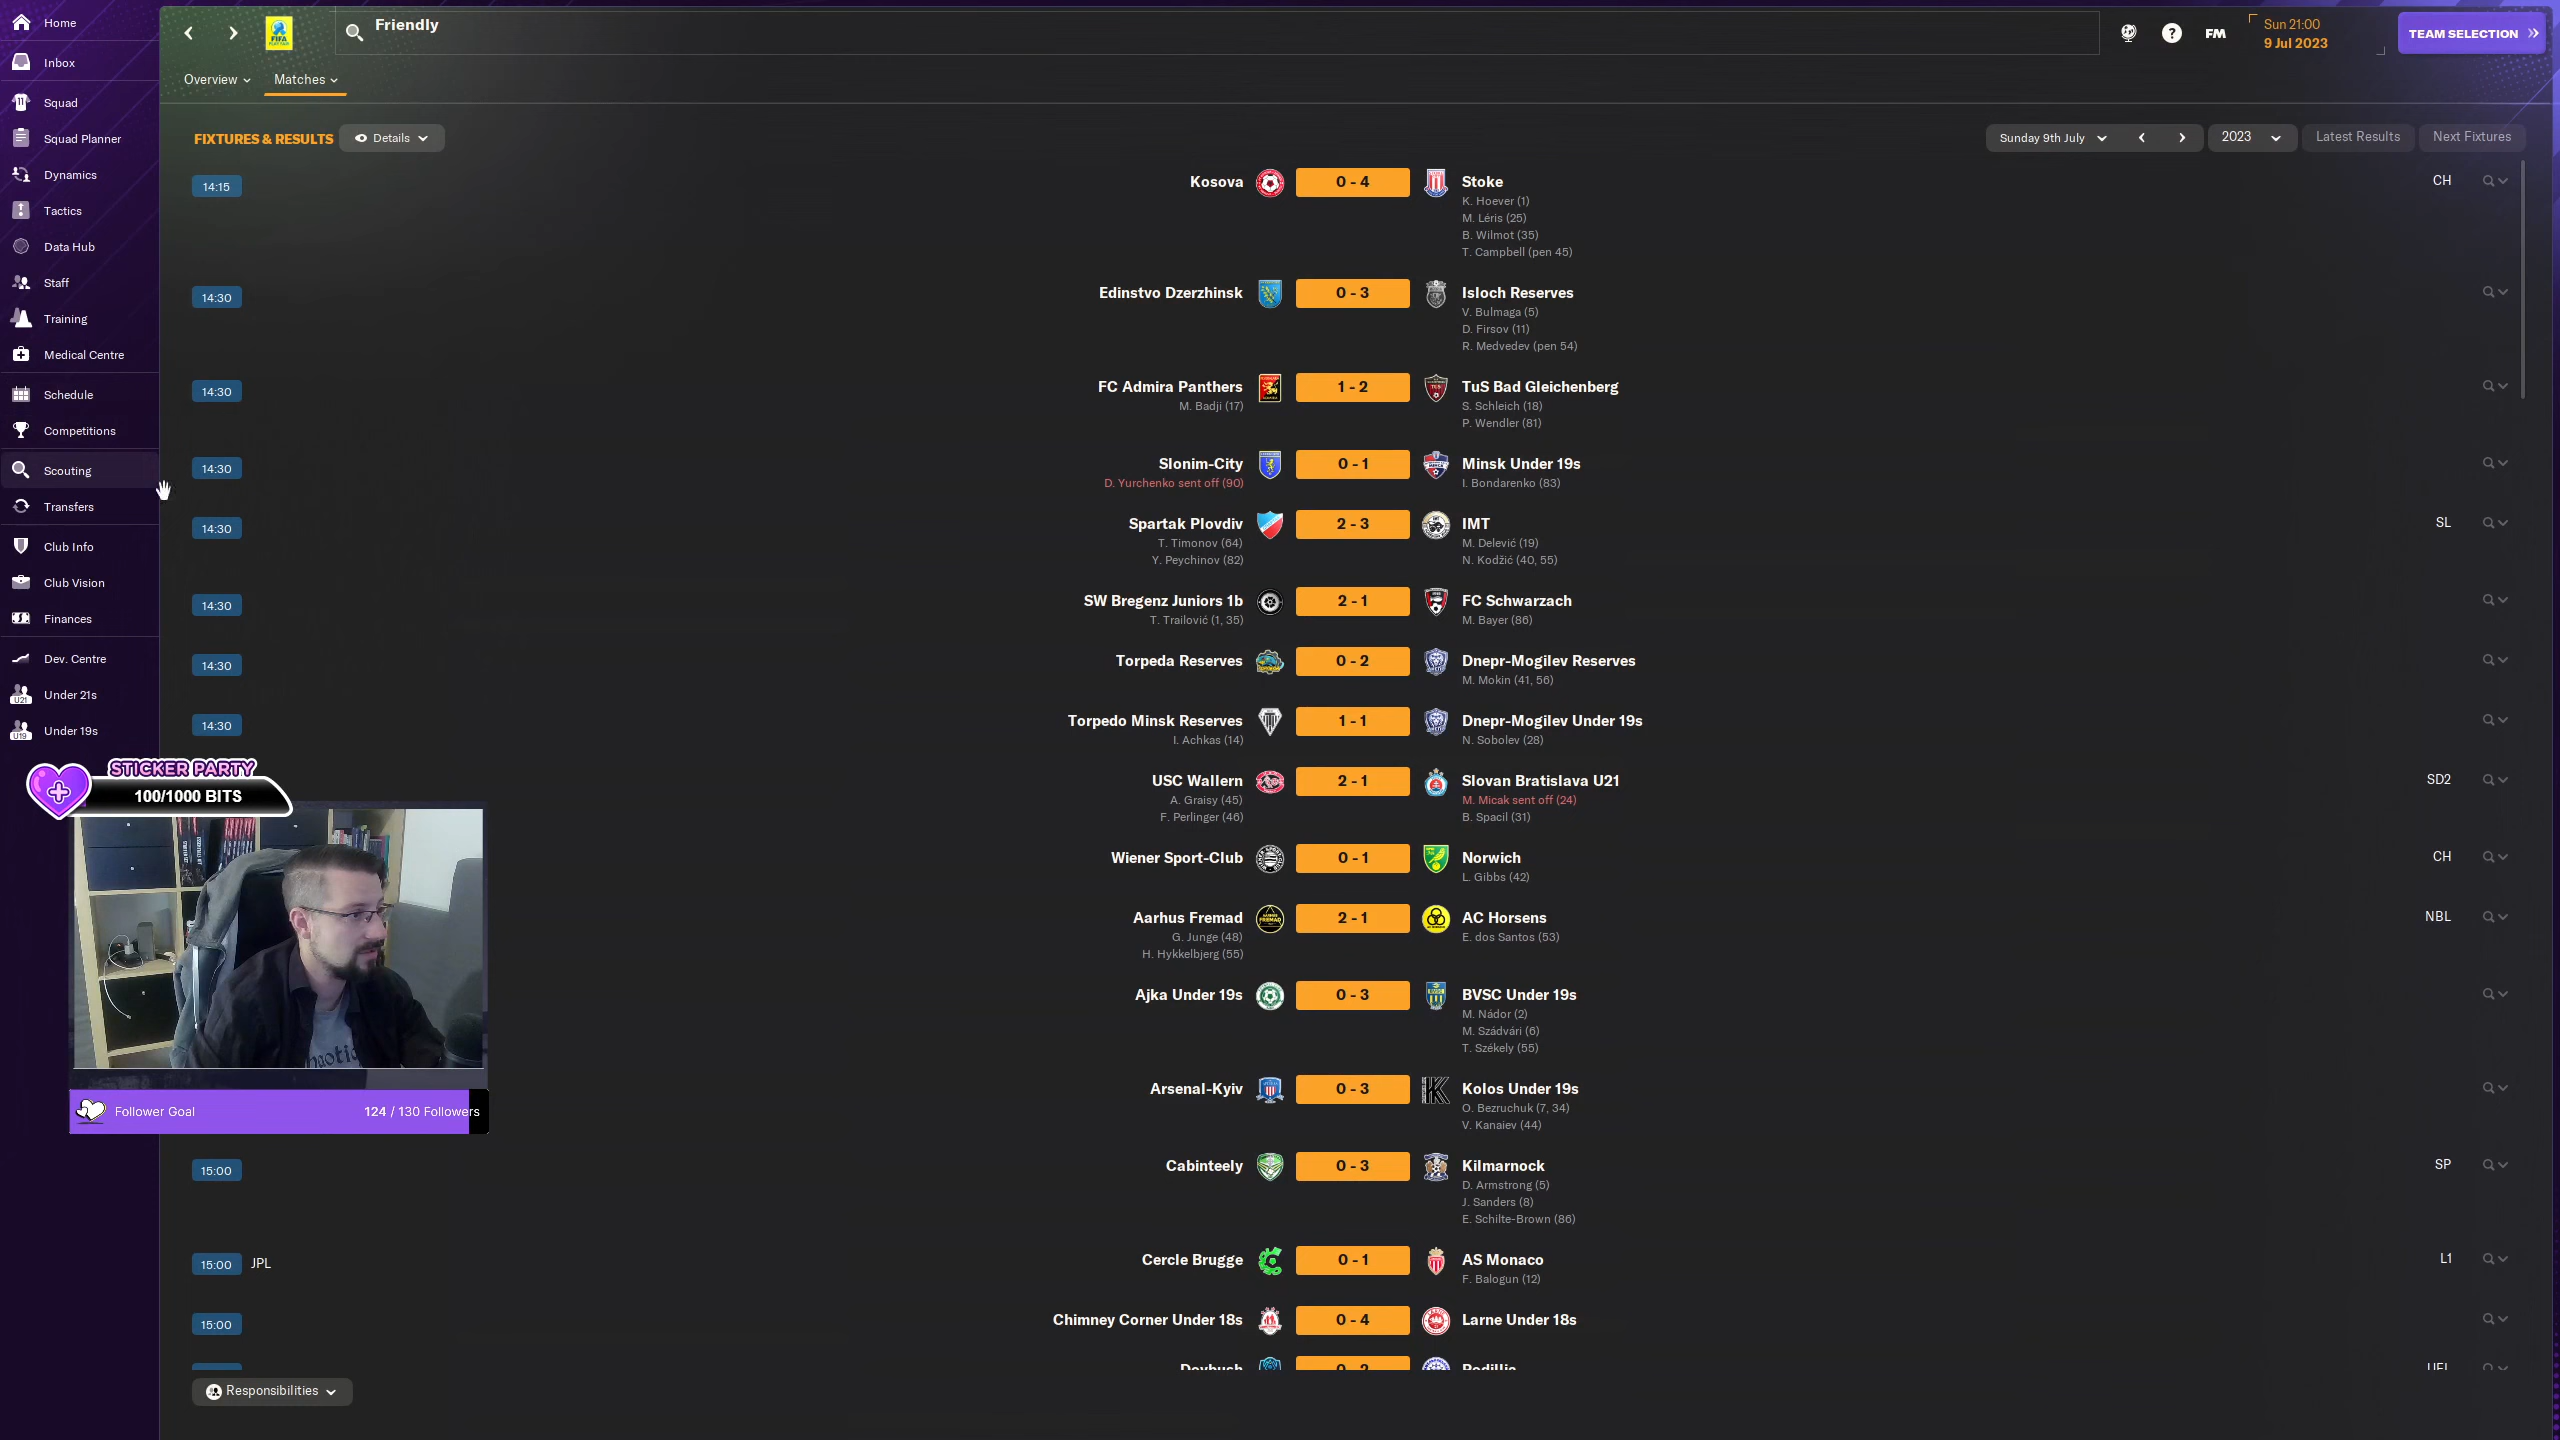 Home
Inbox
Squad
Squad Planner
Dynamics
Tactics
Data Hub
Staff
Training
Medical Centre
Schedule
Competitions
Scouting
Transfers
Club Info
Club Vision
Finances
Dev. Centre
Under 21s
Under 19s
Friendly
FM
Sun 21:00
9 Jul 2023
TEAM SELECTION
Overview
Matches
FIXTURES & RESULTS
Details
Sunday 9th July
2023
Latest Results
Next Fixtures
14:15 Kosova 0 - 4 Stoke CH
K. Hoever (1)
M. Léris (25)
B. Wilmot (35)
T. Campbell (pen 45)
14:30 Edinstvo Dzerzhinsk 0 - 3 Isloch Reserves
V. Bulmaga (5)
D. Firsov (11)
R. Medvedev (pen 54)
14:30 FC Admira Panthers 1 - 2 TuS Bad Gleichenberg
M. Badji (17) S. Schleich (18)
P. Wendler (81)
14:30 Slonim-City 0 - 1 Minsk Under 19s
D. Yurchenko sent off (90) I. Bondarenko (83)
14:30 Spartak Plovdiv 2 - 3 IMT SL
T. Timonov (64) M. Delević (19)
Y. Peychinov (82) N. Kodžić (40, 55)
14:30 SW Bregenz Juniors 1b 2 - 1 FC Schwarzach
T. Trailović (1, 35) M. Bayer (86)
14:30 Torpeda Reserves 0 - 2 Dnepr-Mogilev Reserves
M. Mokin (41, 56)
14:30 Torpedo Minsk Reserves 1 - 1 Dnepr-Mogilev Under 19s
I. Achkas (14) N. Sobolev (28)
USC Wallern 2 - 1 Slovan Bratislava U21 SD2
A. Graisy (45) M. Micak sent off (24)
F. Perlinger (46) B. Spacil (31)
Wiener Sport-Club 0 - 1 Norwich CH
L. Gibbs (42)
Aarhus Fremad 2 - 1 AC Horsens NBL
G. Junge (48) E. dos Santos (53)
H. Hykkelbjerg (55)
Ajka Under 19s 0 - 3 BVSC Under 19s
M. Nádor (2)
M. Szádvári (6)
T. Székely (55)
Arsenal-Kyiv 0 - 3 Kolos Under 19s
O. Bezruchuk (7, 34)
V. Kanaiev (44)
15:00 Cabinteely 0 - 3 Kilmarnock SP
D. Armstrong (5)
J. Sanders (8)
E. Schilte-Brown (86)
15:00 JPL Cercle Brugge 0 - 1 AS Monaco L1
F. Balogun (12)
15:00 Chimney Corner Under 18s 0 - 4 Larne Under 18s
Responsibilities
STICKER PARTY
100/1000 BITS
Follower Goal 124 / 130 Followers